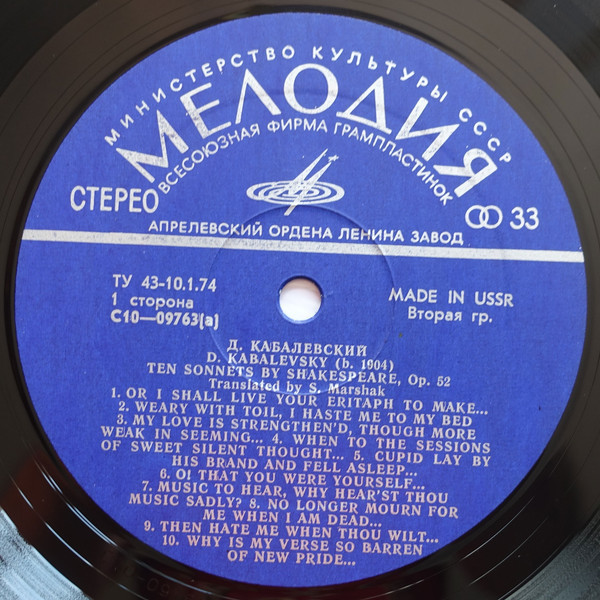 МИНИСТЕРСТВО КУЛЬТУРЫ СССР
МЕЛОДИЯ
ВСЕСОЮЗНАЯ ФИРМА ГРАМПЛАСТИНОК
СТЕРЕО
33
АПРЕЛЕВСКИЙ ОРДЕНА ЛЕНИНА ЗАВОД
ТУ 43-10.1.74
1 сторона
С10—09763(a)
MADE IN USSR
Вторая гр.
Д. КАБАЛЕВСКИЙ
D. KABALEVSKY (b. 1904)
TEN SONNETS BY SHAKESPEARE, Op. 52
Translated by S. Marshak
1. OR I SHALL LIVE YOUR ERITAPH TO MAKE...
2. WEARY WITH TOIL, I HASTE ME TO MY BED
3. MY LOVE IS STRENGTHEN'D, THOUGH MORE
WEAK IN SEEMING... 4. WHEN TO THE SESSIONS
OF SWEET SILENT THOUGHT... 5. CUPID LAY BY
HIS BRAND AND FELL ASLEEP...
6. O! THAT YOU WERE YOURSELF...
7. MUSIC TO HEAR, WHY HEAR'ST THOU
MUSIC SADLY? 8. NO LONGER MOURN FOR
ME WHEN I AM DEAD...
9. THEN HATE ME WHEN THOU WILT...
10. WHY IS MY VERSE SO BARREN
OF NEW PRIDE...